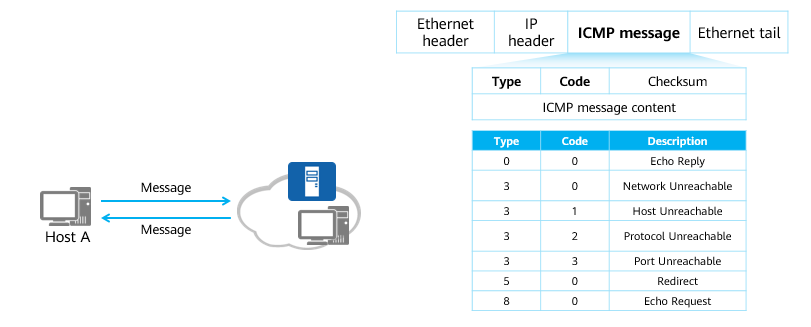 Ethernet header
IP header
ICMP message
Ethernet tail
Type Code Checksum
ICMP message content
Type Code Description
0 0 Echo Reply
3 0 Network Unreachable
3 1 Host Unreachable
3 2 Protocol Unreachable
3 3 Port Unreachable
5 0 Redirect
8 0 Echo Request
Message
Message
Host A